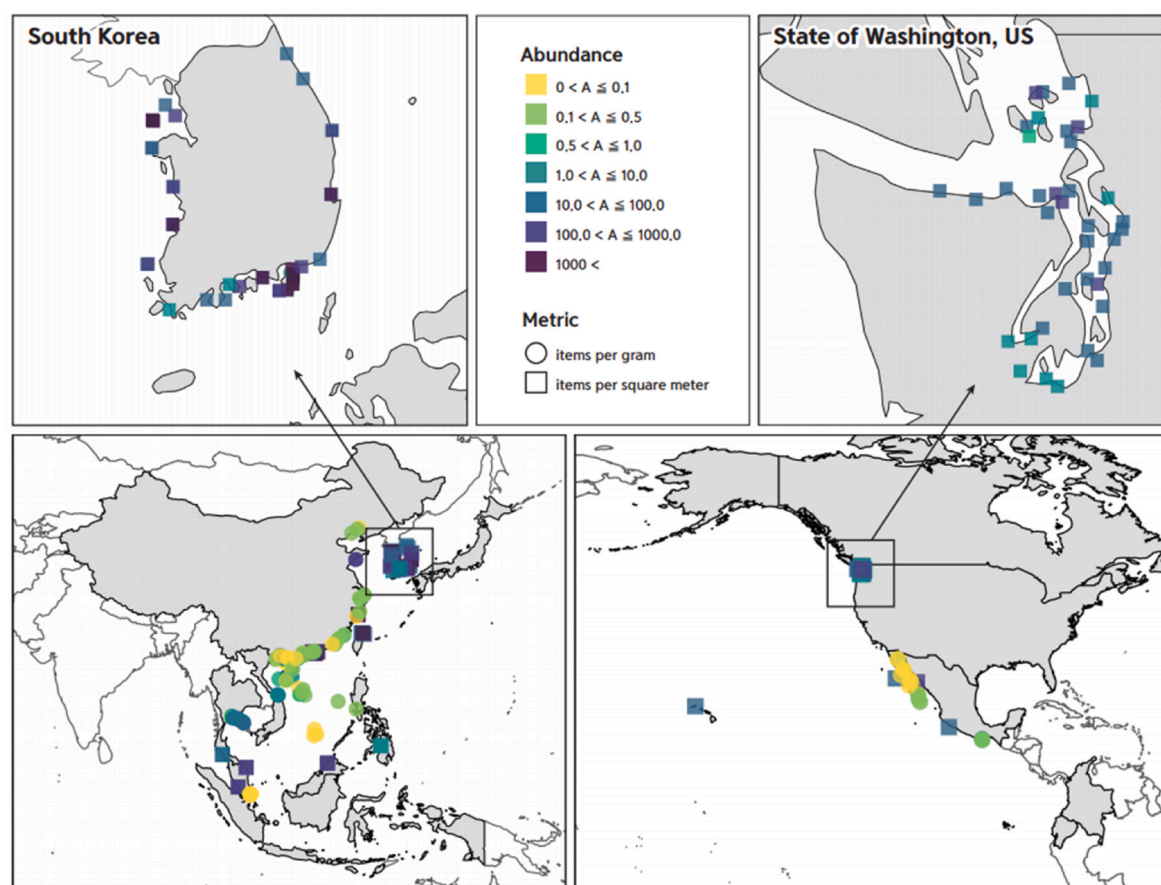 South Korea
Abundance
0 < A ≦ 0.1
0.1 < A ≦ 0.5
0.5 < A ≦ 1.0
1.0 < A ≦ 10.0
10.0 < A ≦ 100.0
100.0 < A ≦ 1000.0
1000 <
Metric
items per gram
items per square meter
State of Washington, US